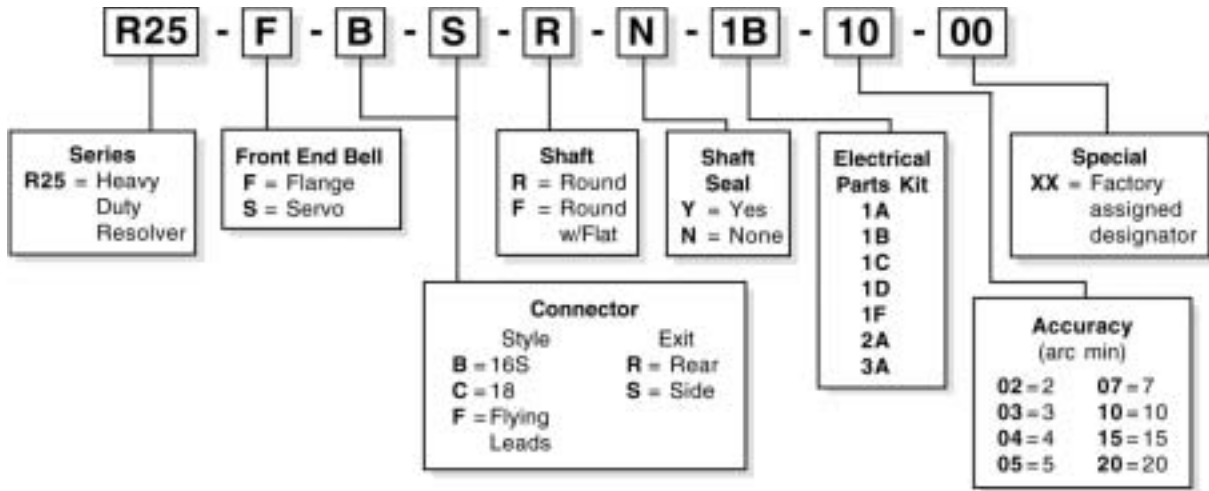 R25 - F - B - S - R - N - 1B - 10 - 00
Series
R25 = Heavy
Duty
Resolver
Front End Bell
F = Flange
S = Servo
Shaft
R = Round
F = Round
w/Flat
Shaft
Seal
Y = Yes
N = None
Electrical
Parts Kit
1A
1B
1C
1D
1F
2A
3A
Special
XX = Factory
assigned
designator
Connector
Style Exit
B = 16S R = Rear
C = 18 S = Side
F = Flying
Leads
Accuracy
(arc min)
02 = 2 07 = 7
03 = 3 10 = 10
04 = 4 15 = 15
05 = 5 20 = 20